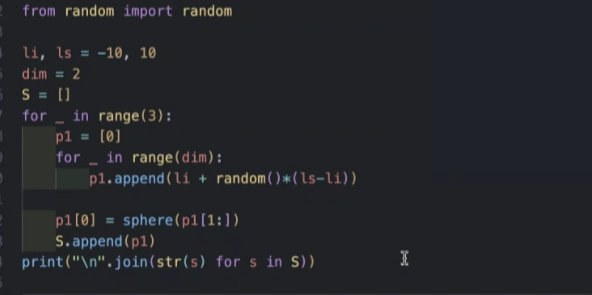 from random import random
li, ls = -10, 10
dim = 2
S = []
for _ in range(3):
    p1 = [0]
    for _ in range(dim):
        p1.append(li + random()*(ls-li))
    p1[0] = sphere(p1[1:])
    S.append(p1)
print("\n".join(str(s) for s in S))